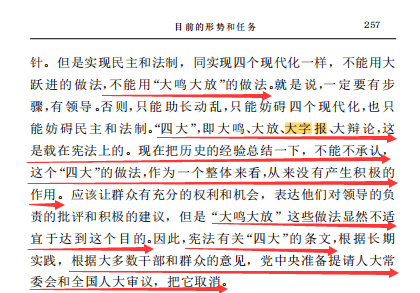 目前的形势和任务 257
针。但是实现民主和法制，同实现四个现代化一样，不能用大
跃进的做法，不能用“大鸣大放”的做法。就是说，一定要有步
骤，有领导。否则，只能助长动乱，只能妨碍四个现代化，也只
能妨碍民主和法制。“四大”，即大鸣、大放、大字报、大辩论，这
是载在宪法上的。现在把历史的经验总结一下，不能不承认，
这个“四大”的做法，作为一个整体来看，从来没有产生积极的
作用。应该让群众有充分的权利和机会，表达他们对领导的负
责的批评和积极的建议，但是“大鸣大放”这些做法显然不适
宜于达到这个目的。因此，宪法有关“四大”的条文，根据长期
实践，根据大多数干部和群众的意见，党中央准备提请人大常
委会和全国人大审议，把它取消。